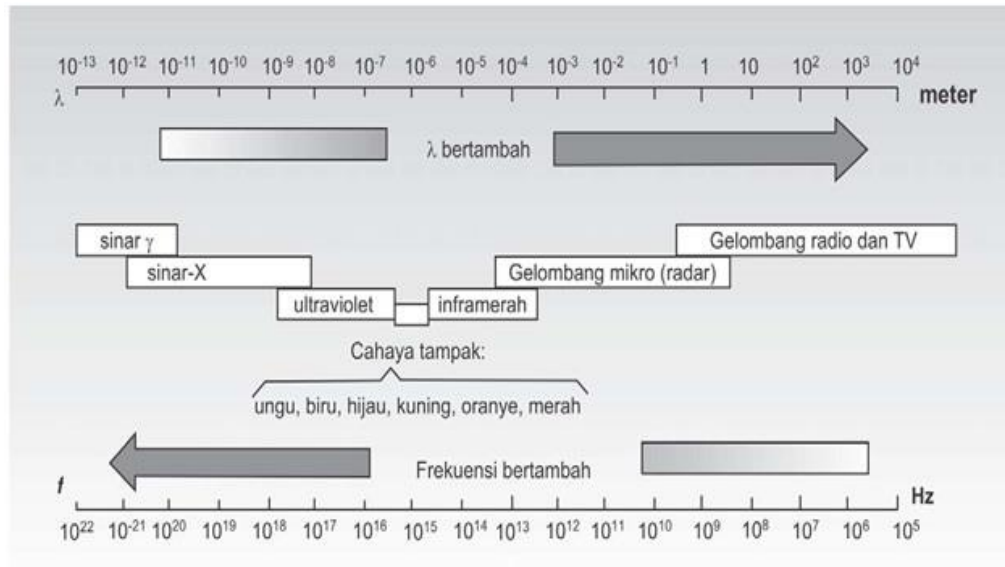 10⁻¹³ 10⁻¹² 10⁻¹¹ 10⁻¹⁰ 10⁻⁹ 10⁻⁸ 10⁻⁷ 10⁻⁶ 10⁻⁵ 10⁻⁴ 10⁻³ 10⁻² 10⁻¹ 1 10 10² 10³ 10⁴
λ meter
λ bertambah
sinar γ Gelombang radio dan TV
sinar-X Gelombang mikro (radar)
ultraviolet inframerah
Cahaya tampak:
ungu, biru, hijau, kuning, oranye, merah
Frekuensi bertambah
f Hz
10²² 10⁻²¹ 10²⁰ 10¹⁹ 10¹⁸ 10¹⁷ 10¹⁶ 10¹⁵ 10¹⁴ 10¹³ 10¹² 10¹¹ 10¹⁰ 10⁹ 10⁸ 10⁷ 10⁶ 10⁵